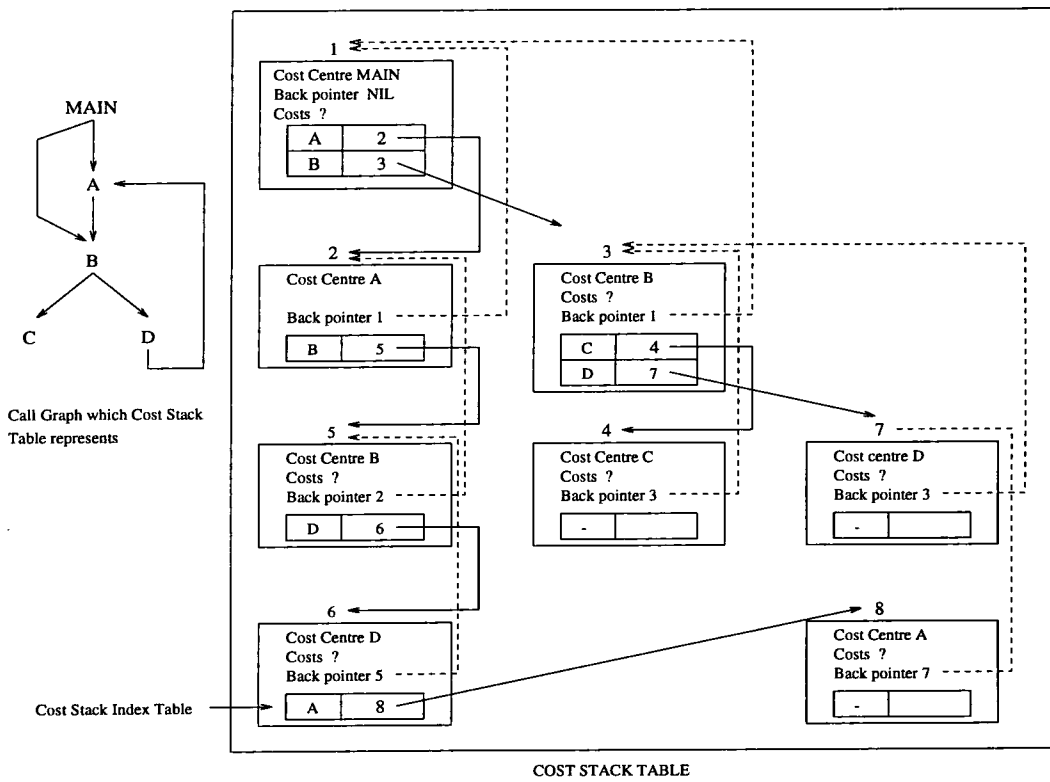 MAIN
A
B
C
D
Call Graph which Cost Stack
Table represents
Cost Stack Index Table
1
Cost Centre MAIN
Back pointer NIL
Costs ?
A 2
B 3
2
Cost Centre A
Back pointer 1
B 5
3
Cost Centre B
Costs ?
Back pointer 1
C 4
D 7
5
Cost Centre B
Costs ?
Back pointer 2
D 6
4
Cost Centre C
Costs ?
Back pointer 3
-
7
Cost centre D
Costs ?
Back pointer 3
-
6
Cost Centre D
Costs ?
Back pointer 5
A 8
8
Cost Centre A
Costs ?
Back pointer 7
-
COST STACK TABLE